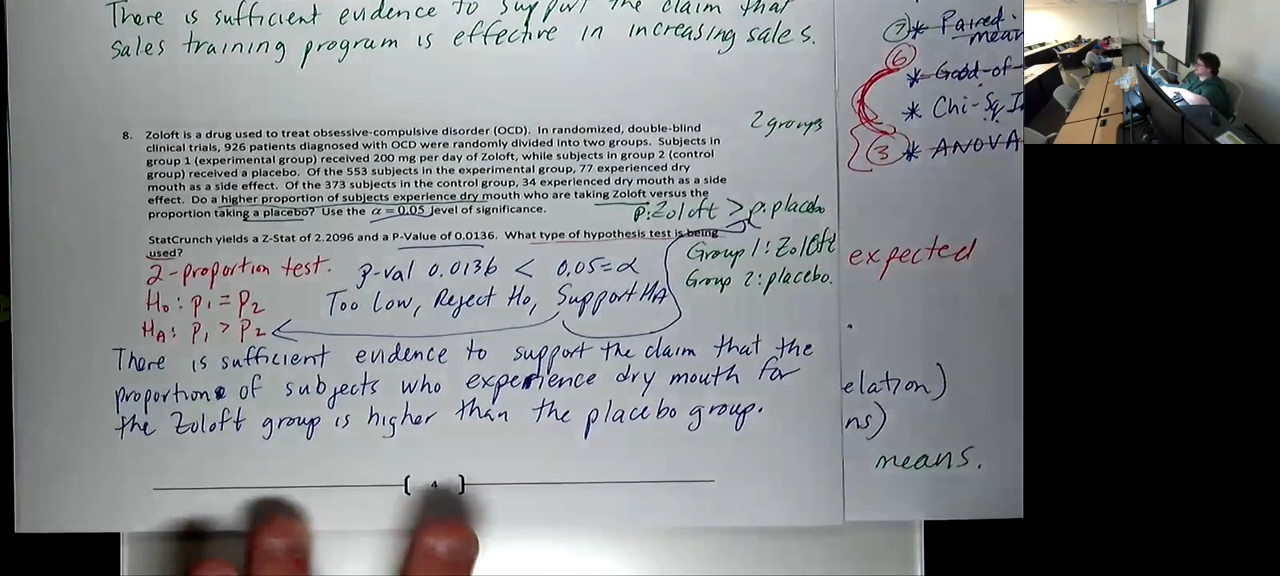 There is sufficient evidence to support the claim that
sales training program is effective in increasing sales.
2 groups
8. Zoloft is a drug used to treat obsessive-compulsive disorder (OCD). In randomized, double-blind
clinical trials, 926 patients diagnosed with OCD were randomly divided into two groups. Subjects in
group 1 (experimental group) received 200 mg per day of Zoloft, while subjects in group 2 (control
group) received a placebo. Of the 553 subjects in the experimental group, 77 experienced dry
mouth as a side effect. Of the 373 subjects in the control group, 34 experienced dry mouth as a side
effect. Do a higher proportion of subjects experience dry mouth who are taking Zoloft versus the
proportion taking a placebo? Use the α = 0.05 level of significance.
p:Zoloft > p:placebo
StatCrunch yields a Z-Stat of 2.2096 and a P-Value of 0.0136. What type of hypothesis test is being
used?
Group 1: Zoloft
Group 2: placebo.
2-proportion test.
p-val 0.0136 < 0.05=α
H₀: p₁ = p₂
Too Low, Reject H₀, Support HA
HA: p₁ > p₂
There is sufficient evidence to support the claim that the
proportion of subjects who experience dry mouth for
the Zoloft group is higher than the placebo group.
4
7 * Paired
mean
6
* Good-of-
* Chi-Sq I
3 * ANOVA
expected
elation)
ns)
means.